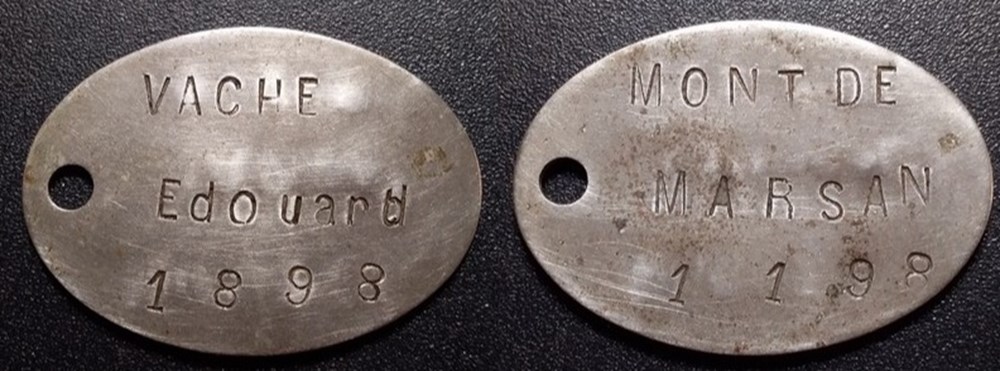 VACHE
Edouard
1898
MONT DE
MARSAN
1198